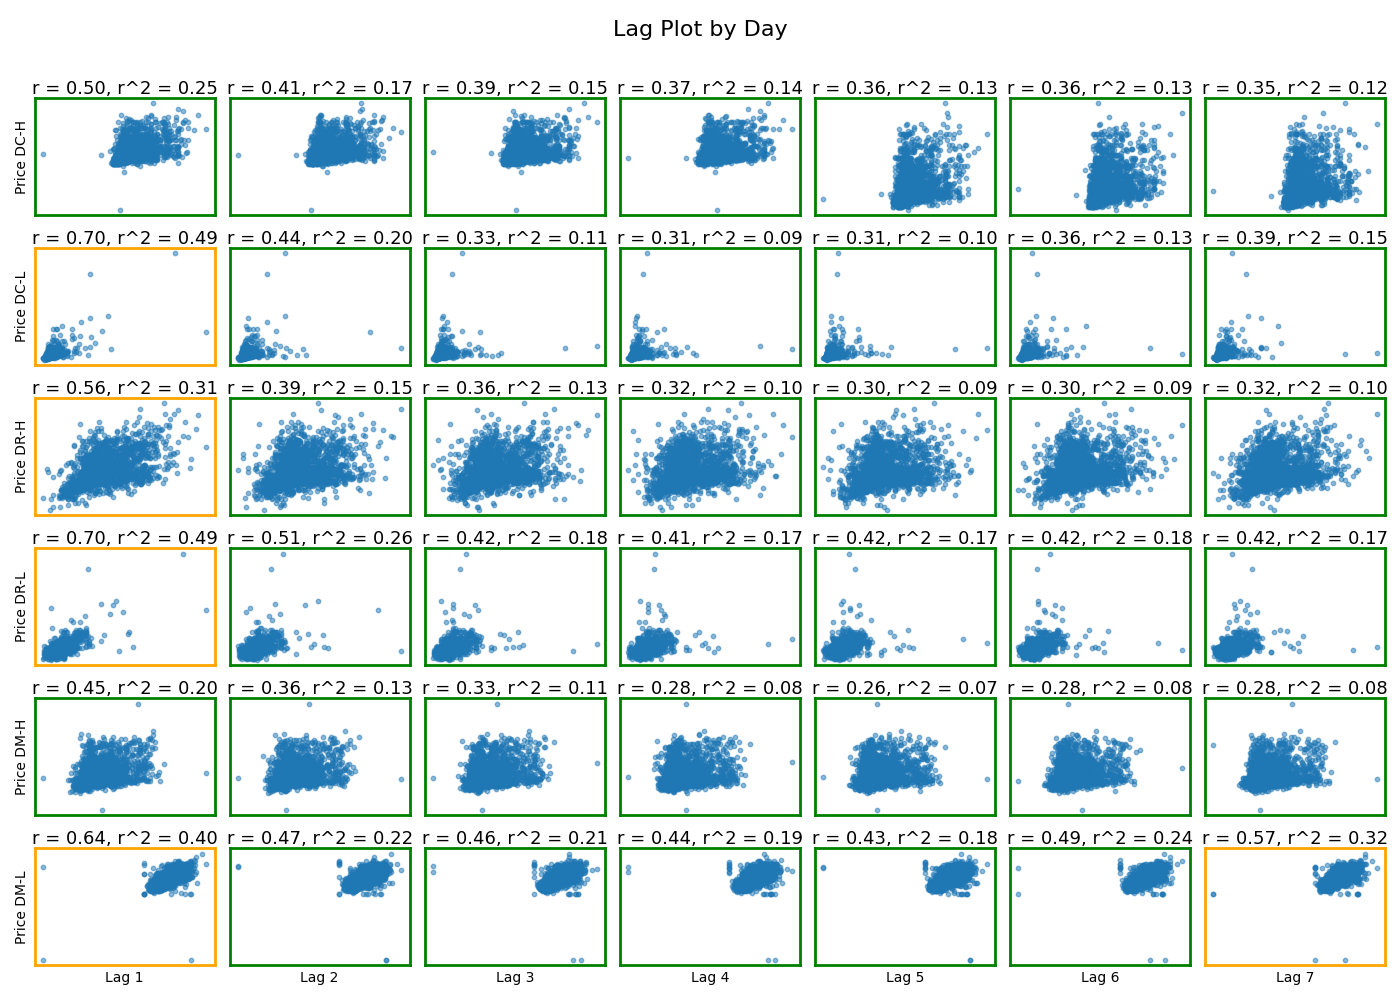 Lag Plot by Day
r = 0.50, r^2 = 0.25 r = 0.41, r^2 = 0.17 r = 0.39, r^2 = 0.15 r = 0.37, r^2 = 0.14 r = 0.36, r^2 = 0.13 r = 0.36, r^2 = 0.13 r = 0.35, r^2 = 0.12
Price DC-H
r = 0.70, r^2 = 0.49 r = 0.44, r^2 = 0.20 r = 0.33, r^2 = 0.11 r = 0.31, r^2 = 0.09 r = 0.31, r^2 = 0.10 r = 0.36, r^2 = 0.13 r = 0.39, r^2 = 0.15
Price DC-L
r = 0.56, r^2 = 0.31 r = 0.39, r^2 = 0.15 r = 0.36, r^2 = 0.13 r = 0.32, r^2 = 0.10 r = 0.30, r^2 = 0.09 r = 0.30, r^2 = 0.09 r = 0.32, r^2 = 0.10
Price DR-H
r = 0.70, r^2 = 0.49 r = 0.51, r^2 = 0.26 r = 0.42, r^2 = 0.18 r = 0.41, r^2 = 0.17 r = 0.42, r^2 = 0.17 r = 0.42, r^2 = 0.18 r = 0.42, r^2 = 0.17
Price DR-L
r = 0.45, r^2 = 0.20 r = 0.36, r^2 = 0.13 r = 0.33, r^2 = 0.11 r = 0.28, r^2 = 0.08 r = 0.26, r^2 = 0.07 r = 0.28, r^2 = 0.08 r = 0.28, r^2 = 0.08
Price DM-H
r = 0.64, r^2 = 0.40 r = 0.47, r^2 = 0.22 r = 0.46, r^2 = 0.21 r = 0.44, r^2 = 0.19 r = 0.43, r^2 = 0.18 r = 0.49, r^2 = 0.24 r = 0.57, r^2 = 0.32
Price DM-L
Lag 1 Lag 2 Lag 3 Lag 4 Lag 5 Lag 6 Lag 7